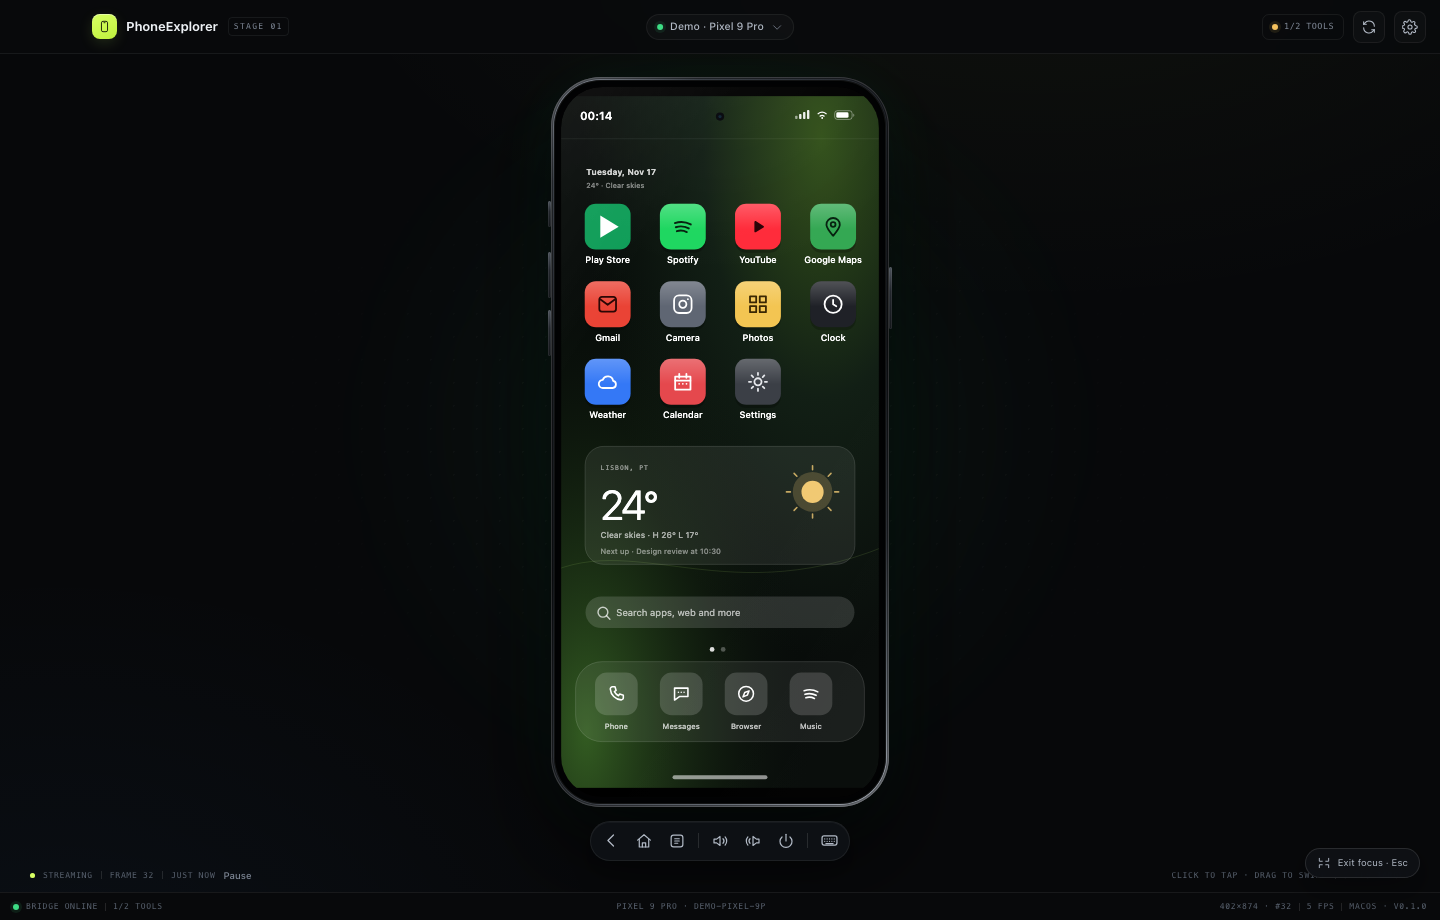 PhoneExplorer STAGE 01
Demo · Pixel 9 Pro
1/2 TOOLS
00:14
Tuesday, Nov 17
24° · Clear skies
Play Store Spotify YouTube Google Maps
Gmail Camera Photos Clock
Weather Calendar Settings
LISBON, PT
24°
Clear skies · H 26° L 17°
Next up · Design review at 10:30
Search apps, web and more
Phone Messages Browser Music
STREAMING | FRAME 32 | JUST NOW Pause
CLICK TO TAP · DRAG TO
Exit focus · Esc
BRIDGE ONLINE | 1/2 TOOLS
PIXEL 9 PRO · DEMO-PIXEL-9P
402×874 · #32 | 5 FPS | MACOS · V0.1.0